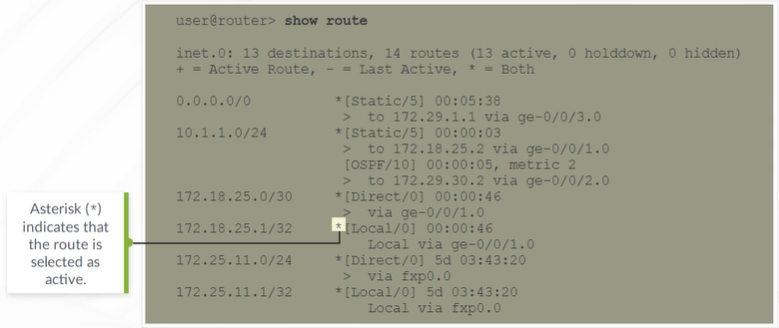 user@router> show route
inet.0: 13 destinations, 14 routes (13 active, 0 holddown, 0 hidden)
+ = Active Route, - = Last Active, * = Both
0.0.0.0/0 *[Static/5] 00:05:38
> to 172.29.1.1 via ge-0/0/3.0
10.1.1.0/24 *[Static/5] 00:00:03
> to 172.18.25.2 via ge-0/0/1.0
[OSPF/10] 00:00:05, metric 2
> to 172.29.30.2 via ge-0/0/2.0
172.18.25.0/30 *[Direct/0] 00:00:46
> via ge-0/0/1.0
172.18.25.1/32 *[Local/0] 00:00:46
Local via ge-0/0/1.0
172.25.11.0/24 *[Direct/0] 5d 03:43:20
> via fxp0.0
172.25.11.1/32 *[Local/0] 5d 03:43:20
Local via fxp0.0
Asterisk (*)
indicates that
the route is
selected as
active.